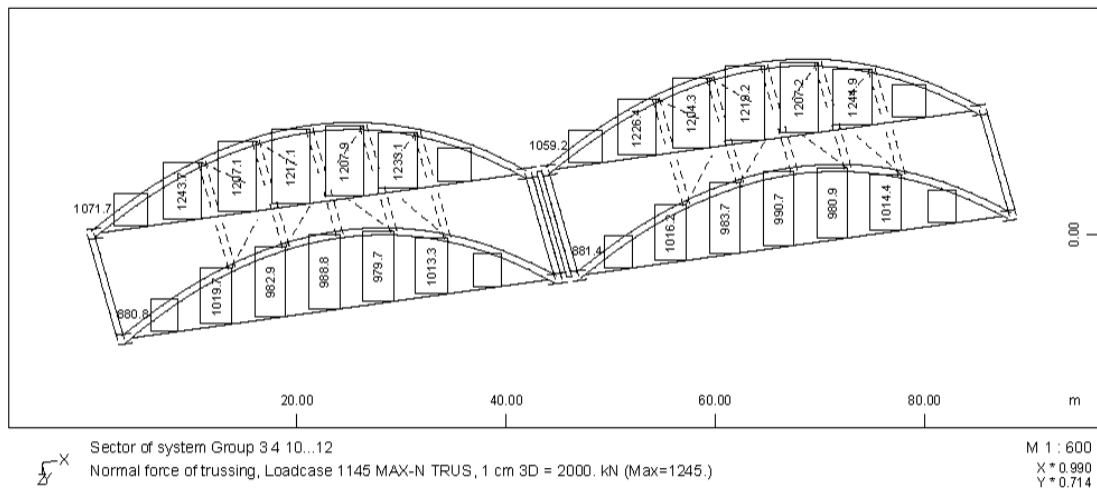 1059.2 1226.4 1204.3 1219.2 1207.2 1244.9
1071.7 1243.7 1207.1 1217.1 1207.9 1233.1
881.4 1016.2 983.7 990.7 980.9 1014.4
880.8 1019.7 982.9 988.8 979.7 1013.3
0.00
20.00 40.00 60.00 80.00 m
Sector of system Group 3 4 10...12 M 1 : 600
X Z Y Normal force of trussing, Loadcase 1145 MAX-N TRUS, 1 cm 3D = 2000. kN (Max=1245.) X * 0.990
Y * 0.714